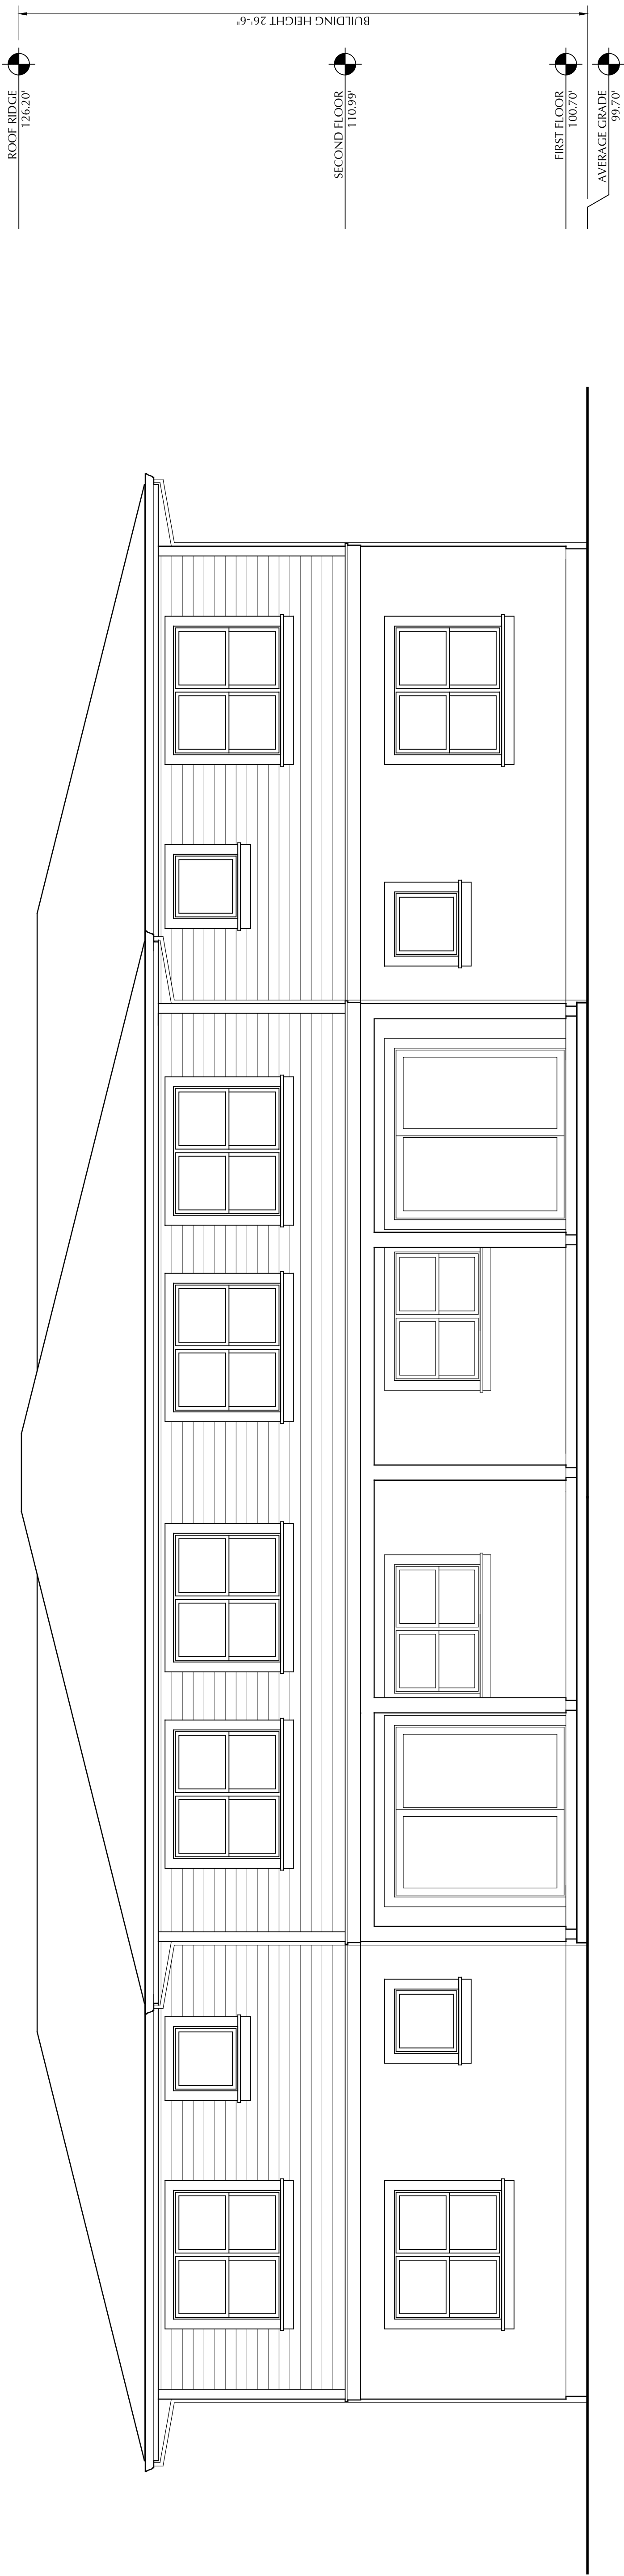 BUILDING HEIGHT 26'-6"
ROOF RIDGE
126.20'
SECOND FLOOR
110.99'
FIRST FLOOR
100.70'
AVERAGE GRADE
99.70'